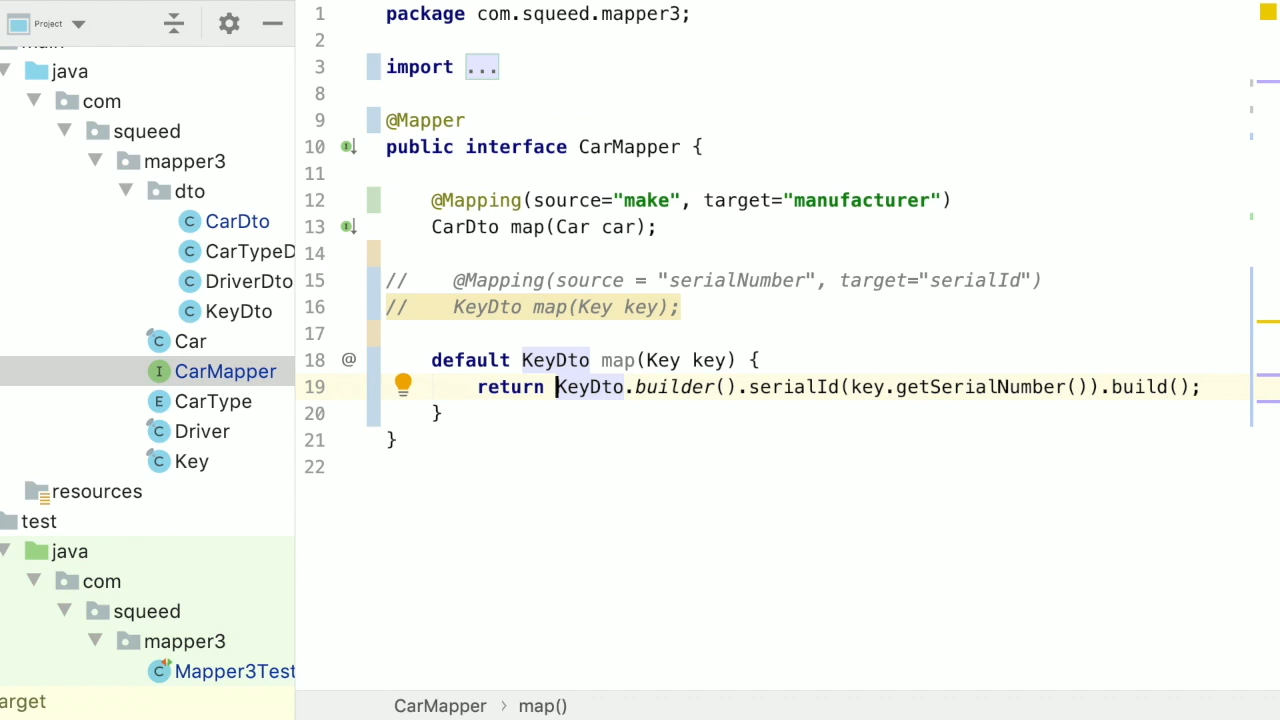 Project
main
java
com
squeed
mapper3
dto
CarDto
CarTypeD
DriverDto
KeyDto
Car
CarMapper
CarType
Driver
Key
resources
test
java
com
squeed
mapper3
Mapper3Test
arget
1 package com.squeed.mapper3;
2
3 import ...
8
9 @Mapper
10 public interface CarMapper {
11
12 @Mapping(source="make", target="manufacturer")
13 CarDto map(Car car);
14
15 // @Mapping(source = "serialNumber", target="serialId")
16 // KeyDto map(Key key);
17
18 @ default KeyDto map(Key key) {
19 return KeyDto.builder().serialId(key.getSerialNumber()).build();
20 }
21 }
22
CarMapper > map()